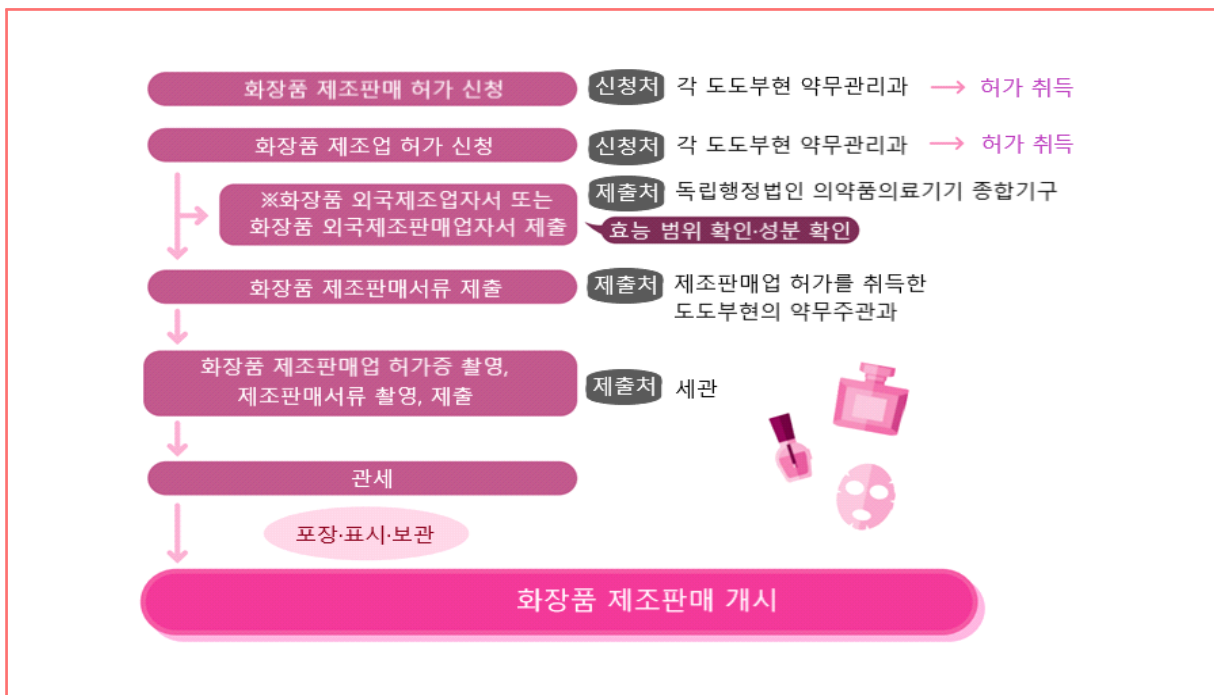 화장품 제조판매 허가 신청 신청처 각 도도부현 약무관리과 → 허가 취득
화장품 제조업 허가 신청 신청처 각 도도부현 약무관리과 → 허가 취득
※화장품 외국제조업자서 또는
화장품 외국제조판매업자서 제출
제출처 독립행정법인 의약품의료기기 종합기구
효능 범위 확인·성분 확인
화장품 제조판매서류 제출
제출처 제조판매업 허가를 취득한
도도부현의 약무주관과
화장품 제조판매업 허가증 촬영,
제조판매서류 촬영, 제출
제출처 세관
관세
포장·표시·보관
화장품 제조판매 개시